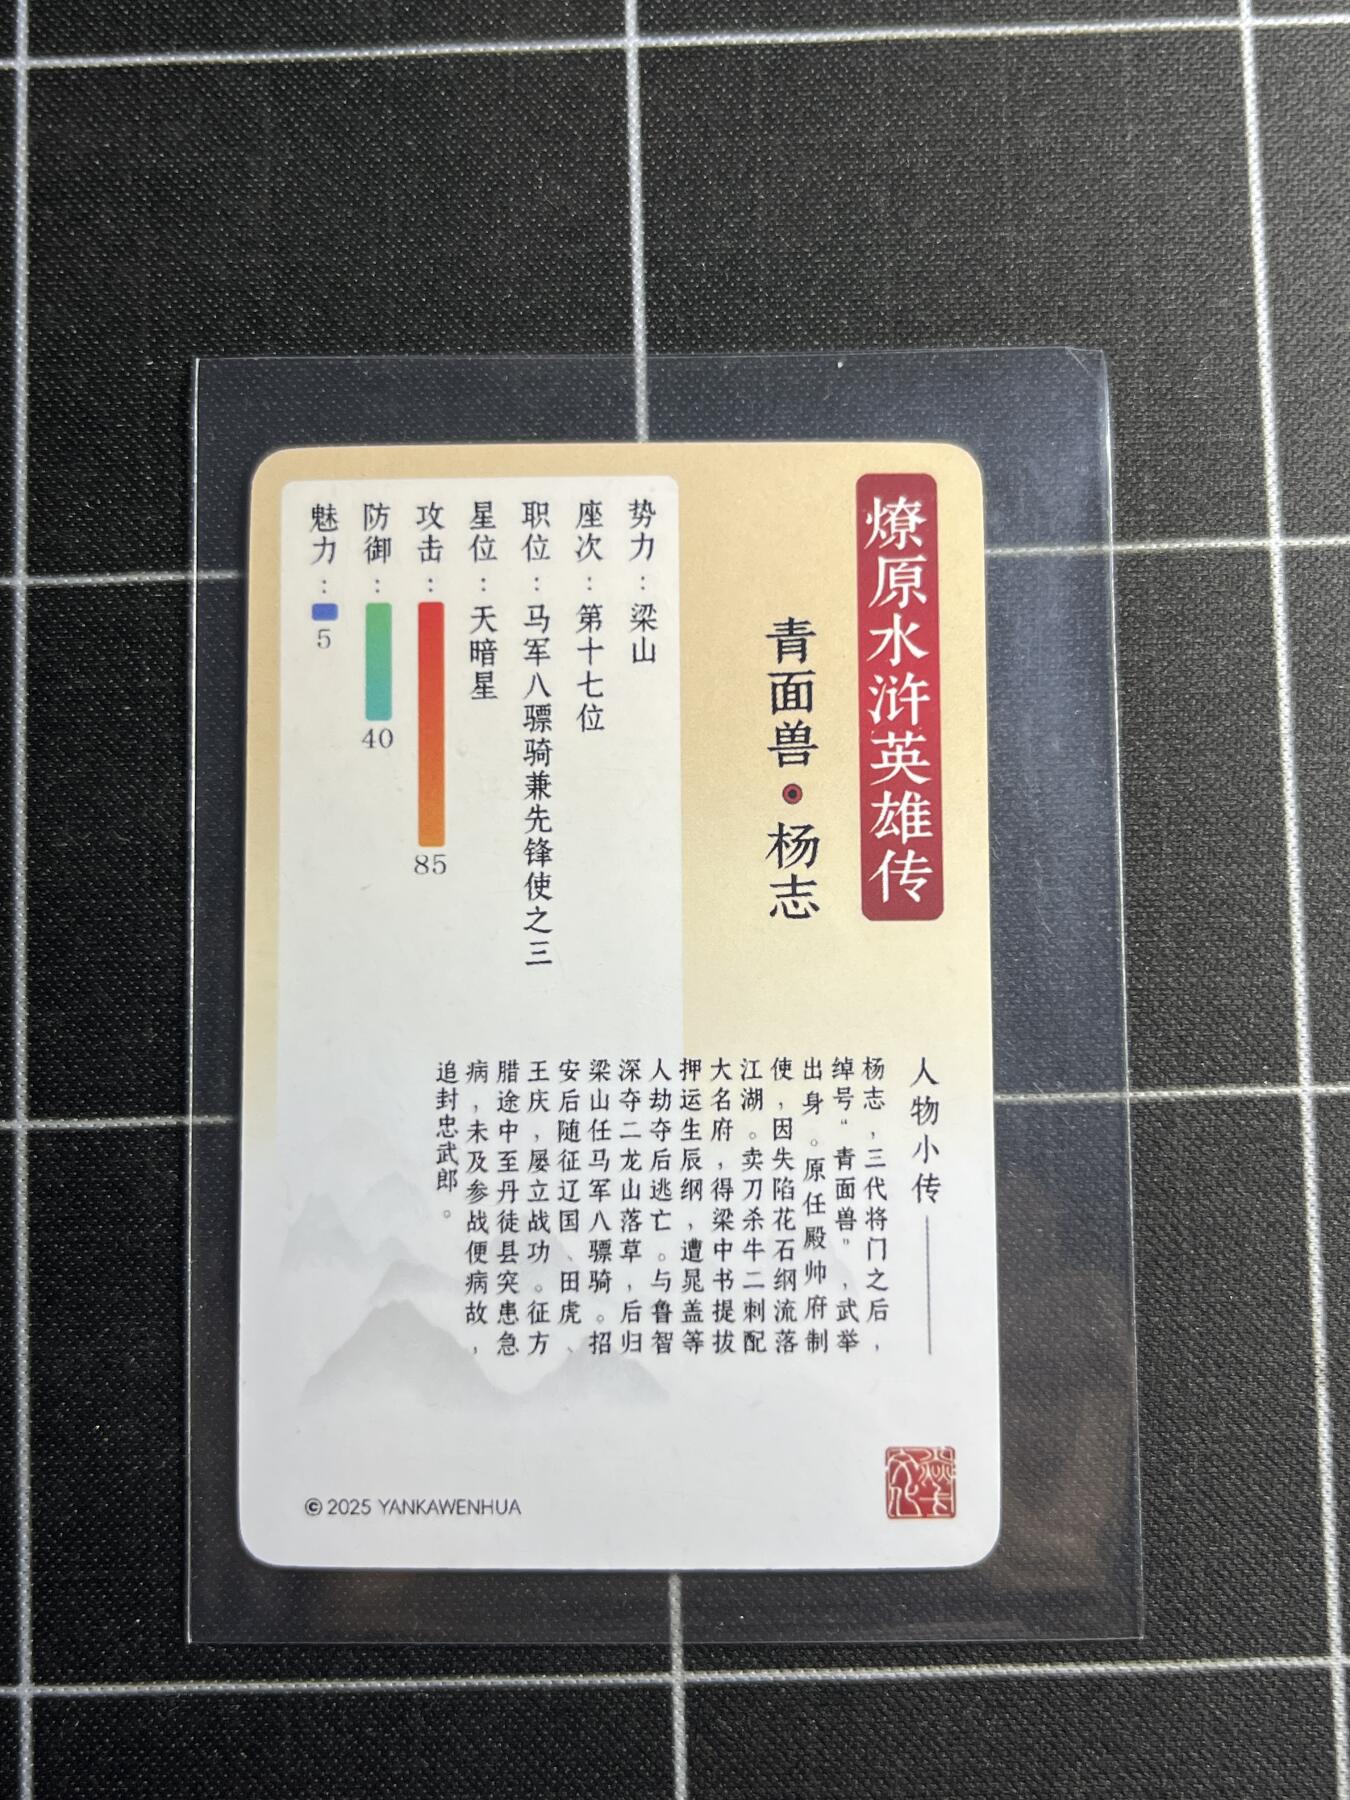 燎原水浒英雄传
青面兽·杨志
势力：梁山
座次：第十七位
职位：马军八骠骑兼先锋使之三
星位：天暗星
攻击：85
防御：40
魅力：5
人物小传
杨志，三代将门之后，
绰号“青面兽”，武举
出身。原任殿帅府制
使，因失陷花石纲流落
江湖。卖刀杀牛二刺配
大名府，得梁中书提拔
押运生辰纲，遭晁盖等
人劫夺后逃亡。与鲁智
深夺二龙山落草，后归
梁山任马军八骠骑。招
安后随征辽国、田虎、
王庆，屡立战功。征方
腊途中至丹徒县突患急
病，未及参战便病故，
追封忠武郎。
© 2025 YANKAWENHUA
炎卡文化